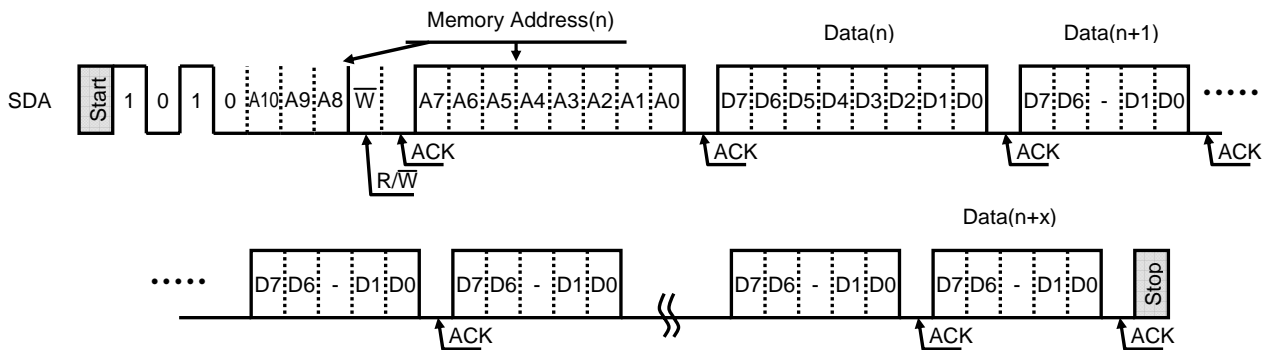 Memory Address(n)
Data(n)
Data(n+1)
SDA
Start 1 0 1 0 A10 A9 A8 W̅ A7 A6 A5 A4 A3 A2 A1 A0 D7 D6 D5 D4 D3 D2 D1 D0 D7 D6 - D1 D0 •••••
ACK ACK ACK ACK
R/W̅
Data(n+x)
••••• D7 D6 - D1 D0 D7 D6 - D1 D0 D7 D6 - D1 D0 D7 D6 - D1 D0 Stop
ACK ACK ACK